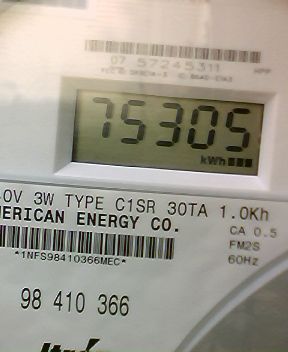 07 57245311
75305
kWh
0V 3W TYPE C1SR 30TA 1.0Kh
MERICAN ENERGY CO.
CA 0.5
*1NFS98410366MEC*
FM2S
60Hz
98 410 366